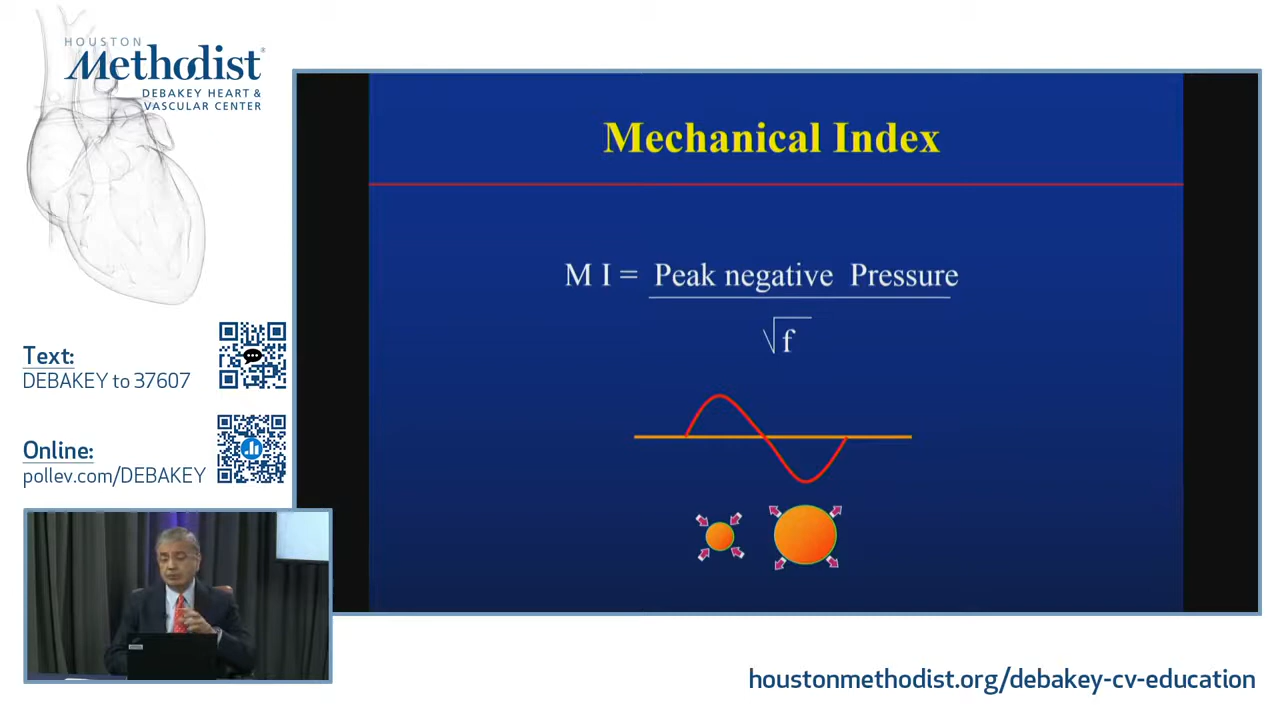 HOUSTON
Methodist
DEBAKEY HEART &
VASCULAR CENTER
Text:
DEBAKEY to 37607
Online:
pollev.com/DEBAKEY
Mechanical Index
M I = Peak negative Pressure
√f
houstonmethodist.org/debakey-cv-education